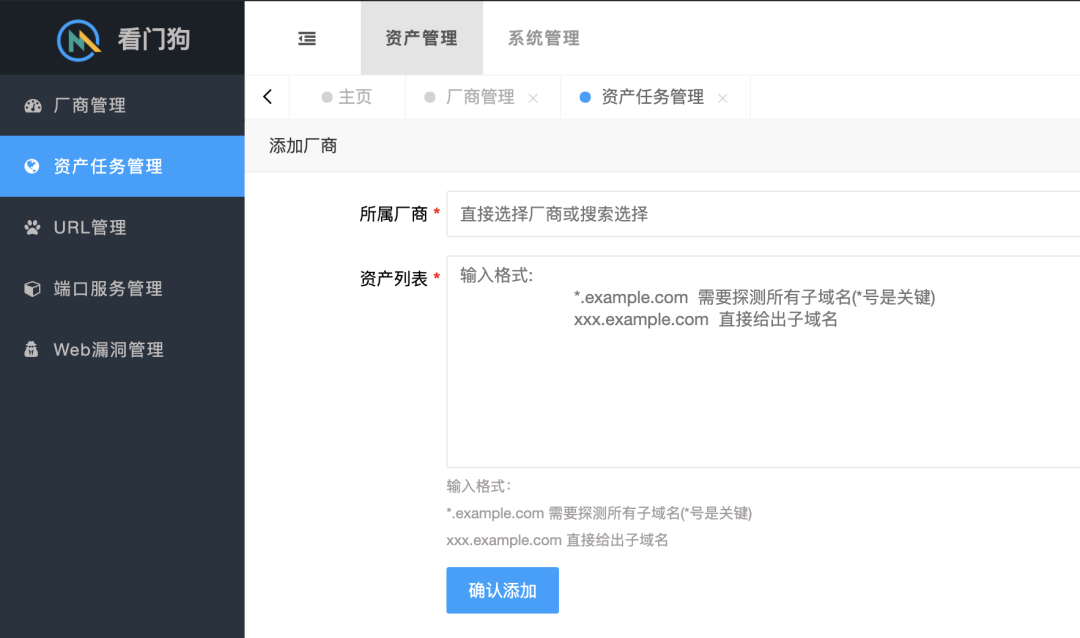 看门狗
资产管理 系统管理
主页 厂商管理 × 资产任务管理 ×
厂商管理
资产任务管理
URL管理
端口服务管理
Web漏洞管理
添加厂商
所属厂商 * 直接选择厂商或搜索选择
资产列表 * 输入格式:
*.example.com 需要探测所有子域名(*号是关键)
xxx.example.com 直接给出子域名
输入格式：
*.example.com 需要探测所有子域名(*号是关键)
xxx.example.com 直接给出子域名
确认添加